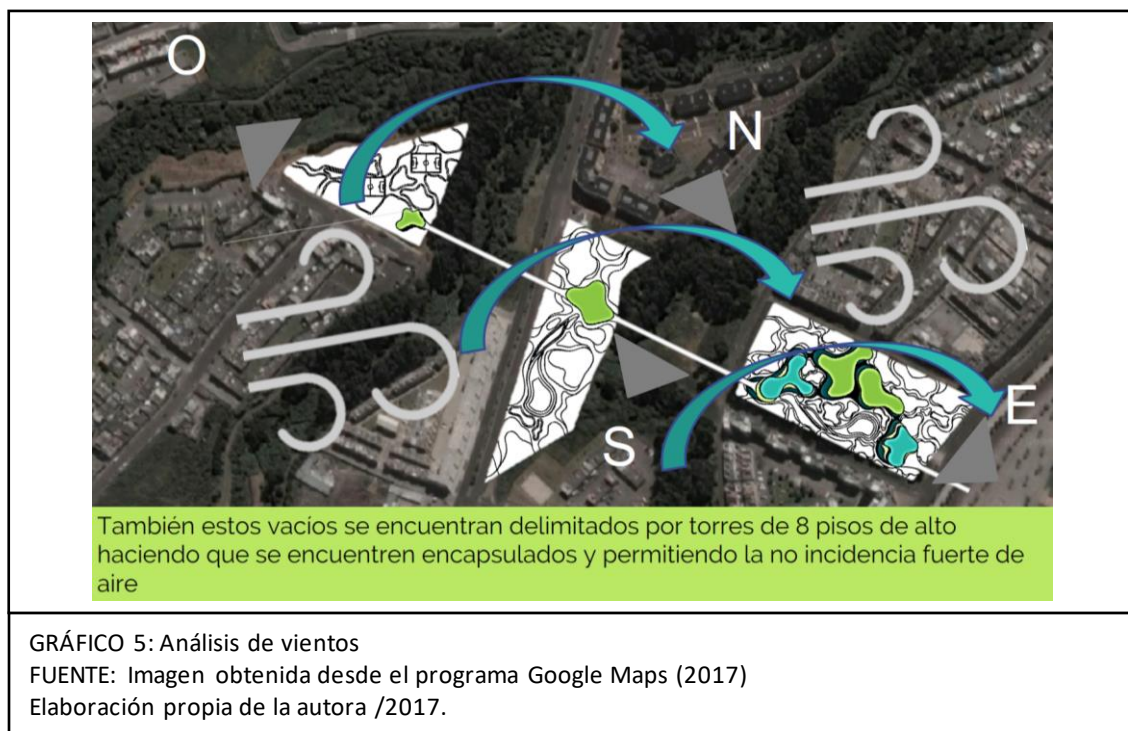 O
N
S
E
También estos vacíos se encuentran delimitados por torres de 8 pisos de alto
haciendo que se encuentren encapsulados y permitiendo la no incidencia fuerte de
aire
GRÁFICO 5: Análisis de vientos
FUENTE: Imagen obtenida desde el programa Google Maps (2017)
Elaboración propia de la autora /2017.